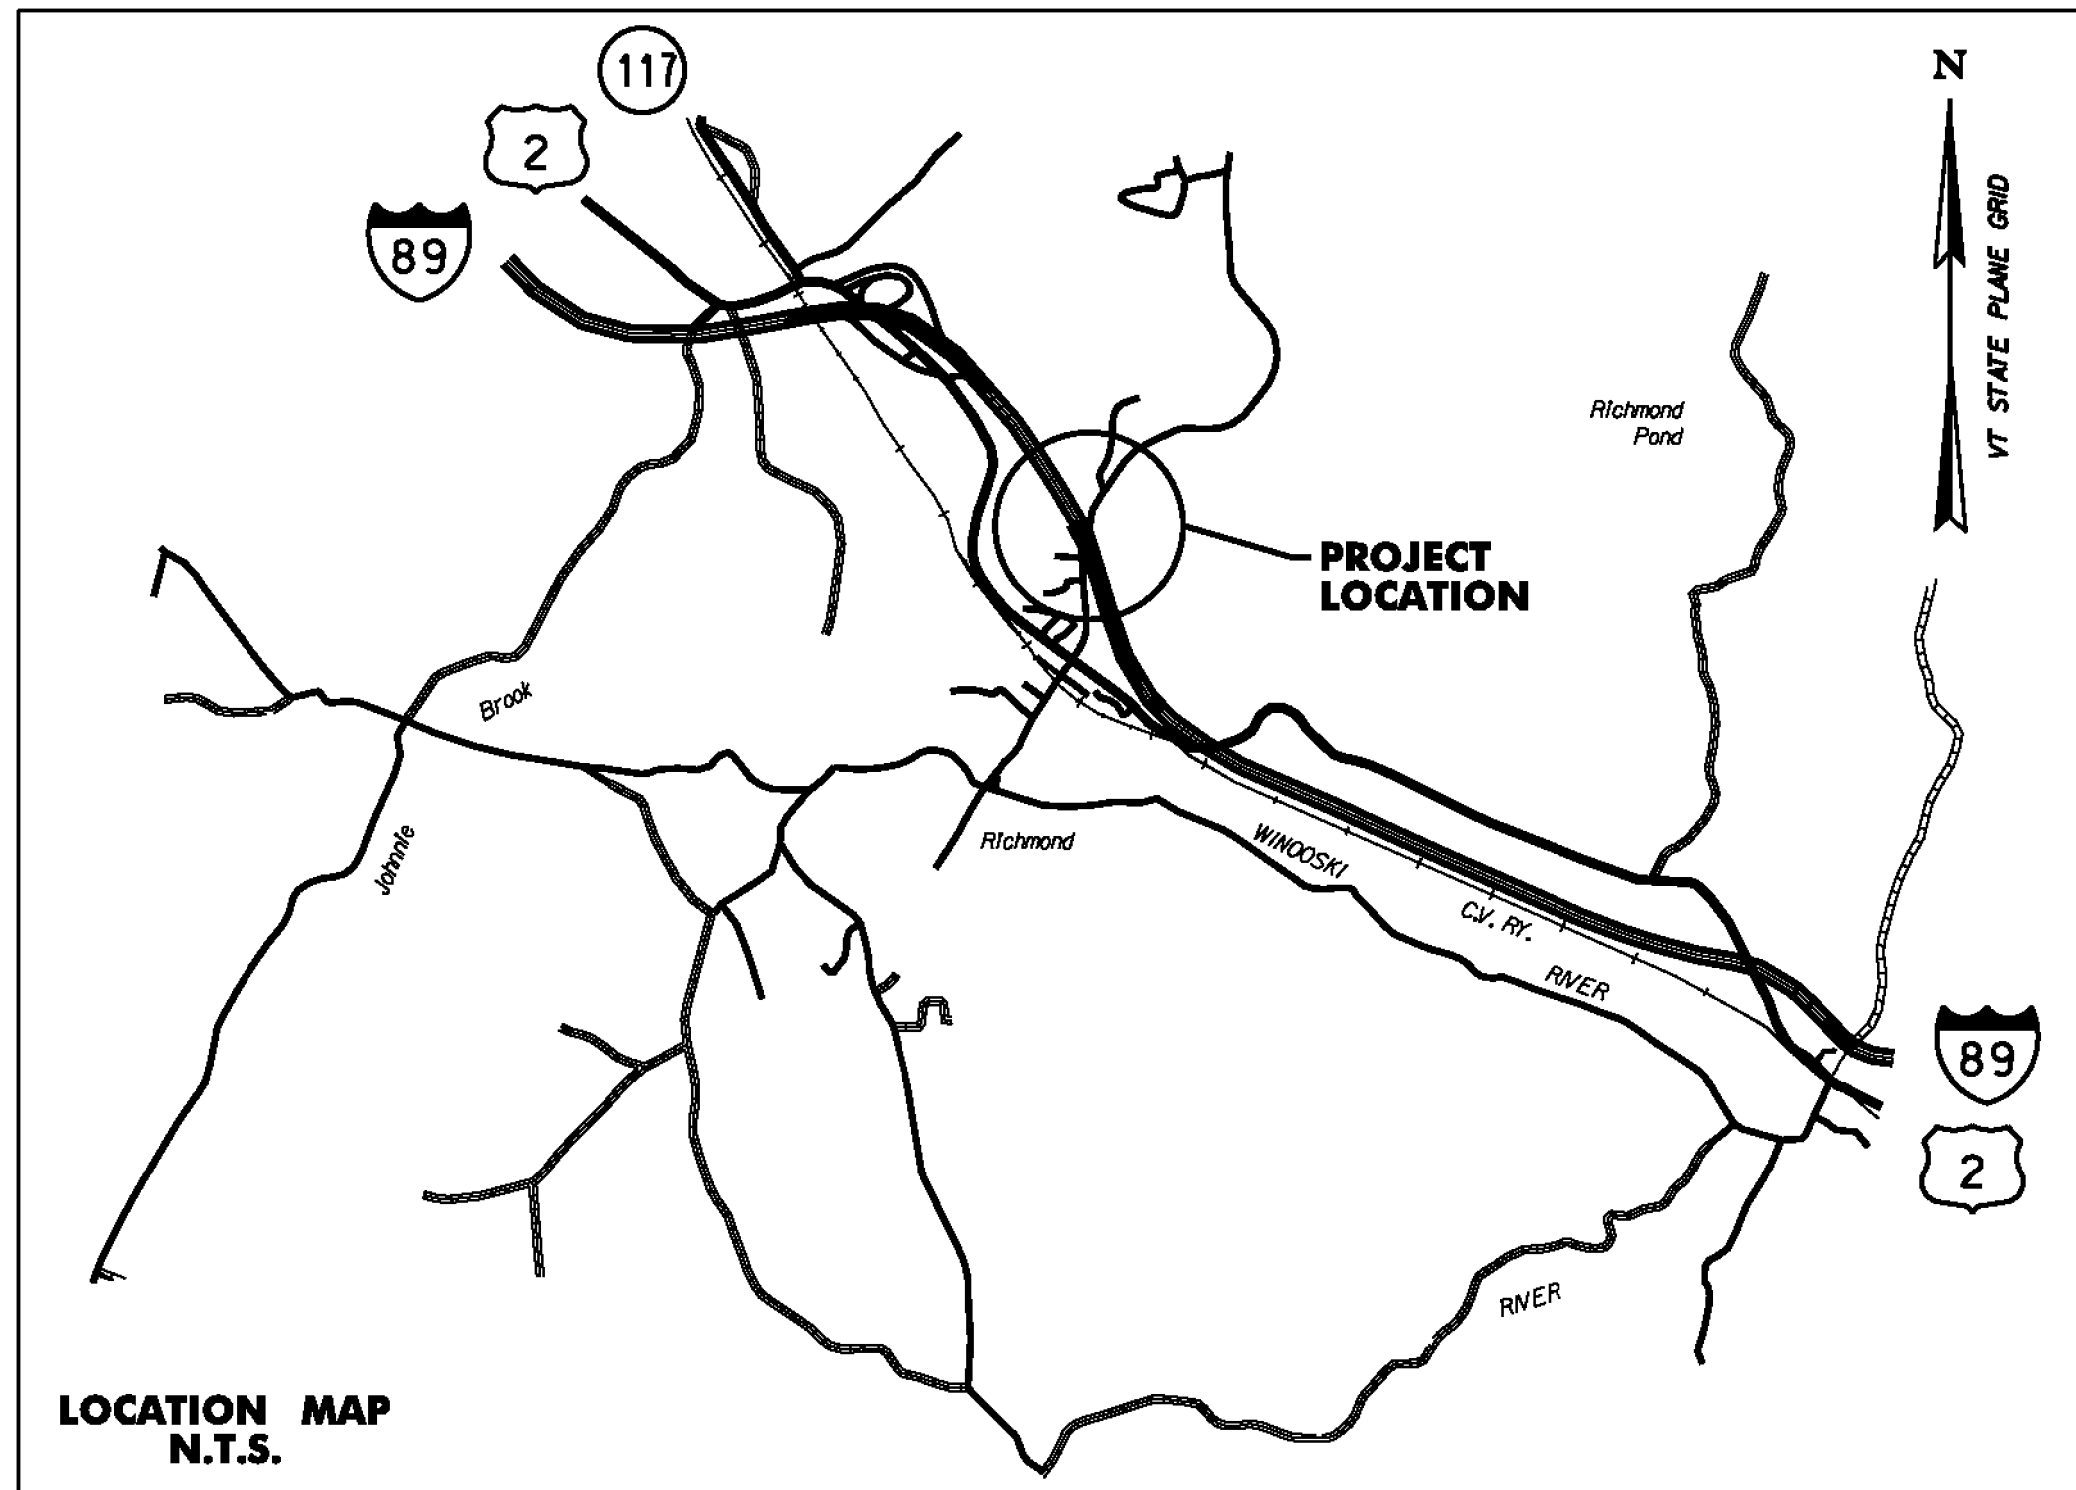 117
N
2
89
VT STATE PLANE GRID
Richmond
Pond
PROJECT
LOCATION
Brook
Johnnie
Richmond
WINOOSKI
C.V. RY.
RIVER
89
2
RIVER
LOCATION MAP
N.T.S.